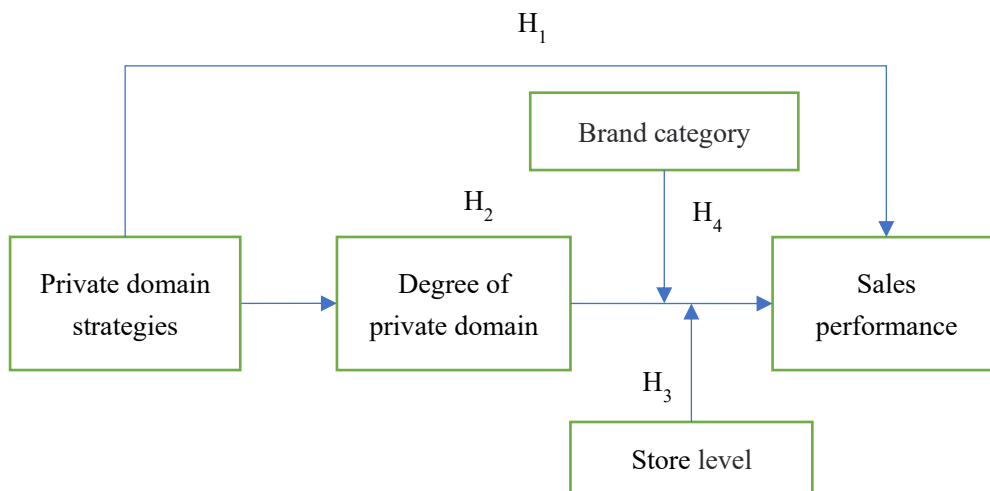 H1
Brand category
H2
H4
Private domain
strategies
Degree of
private domain
Sales
performance
H3
Store level